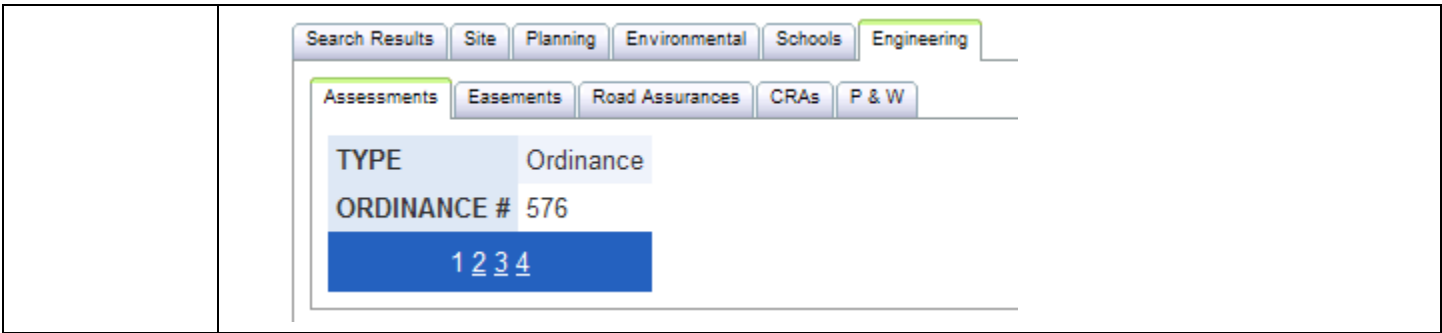 Search Results Site Planning Environmental Schools Engineering
Assessments Easements Road Assurances CRAs P & W
TYPE Ordinance
ORDINANCE # 576
1 2 3 4